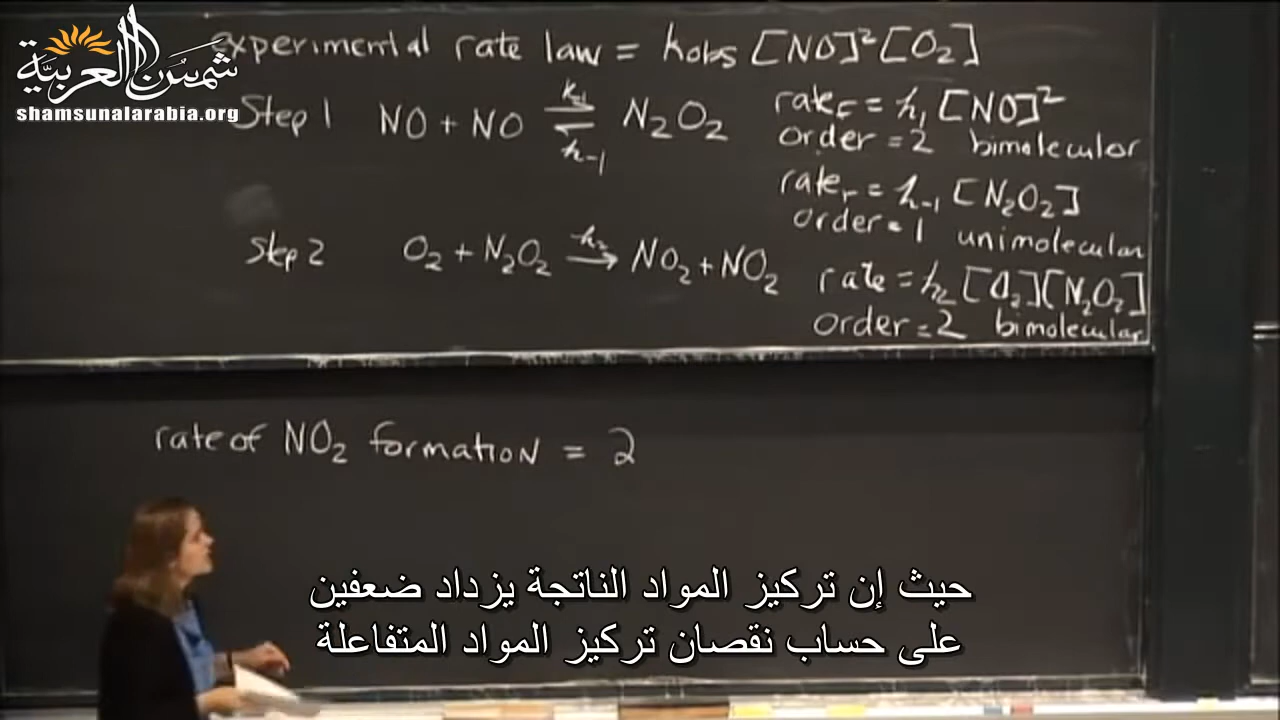 شمس العربية
shamsunalarabia.org
experimental rate law = kobs [NO]² [O₂]
Step 1 NO + NO ⇌ N₂O₂
k₁
k₋₁
rate_f = k₁ [NO]²
order = 2 bimolecular
rate_r = k₋₁ [N₂O₂]
order = 1 unimolecular
Step 2 O₂ + N₂O₂ →k₂ NO₂ + NO₂
rate = k₂ [O₂][N₂O₂]
order = 2 bimolecular
rate of NO₂ formation = 2
حيث إن تركيز المواد الناتجة يزداد ضعفين
على حساب نقصان تركيز المواد المتفاعلة